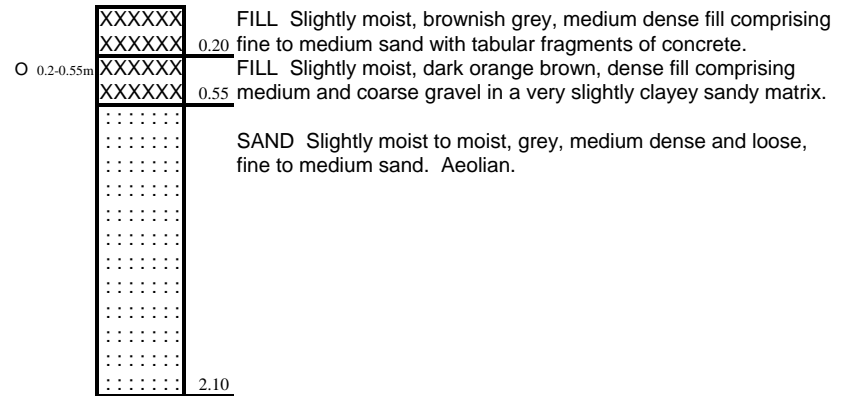 XXXXXX FILL Slightly moist, brownish grey, medium dense fill comprising
XXXXXX 0.20 fine to medium sand with tabular fragments of concrete.
O 0.2-0.55m XXXXXX FILL Slightly moist, dark orange brown, dense fill comprising
XXXXXX 0.55 medium and coarse gravel in a very slightly clayey sandy matrix.
: : : : : : :
: : : : : : : SAND Slightly moist to moist, grey, medium dense and loose,
: : : : : : : fine to medium sand. Aeolian.
: : : : : : :
: : : : : : :
: : : : : : :
: : : : : : :
: : : : : : :
: : : : : : :
: : : : : : :
: : : : : : :
: : : : : : : 2.10